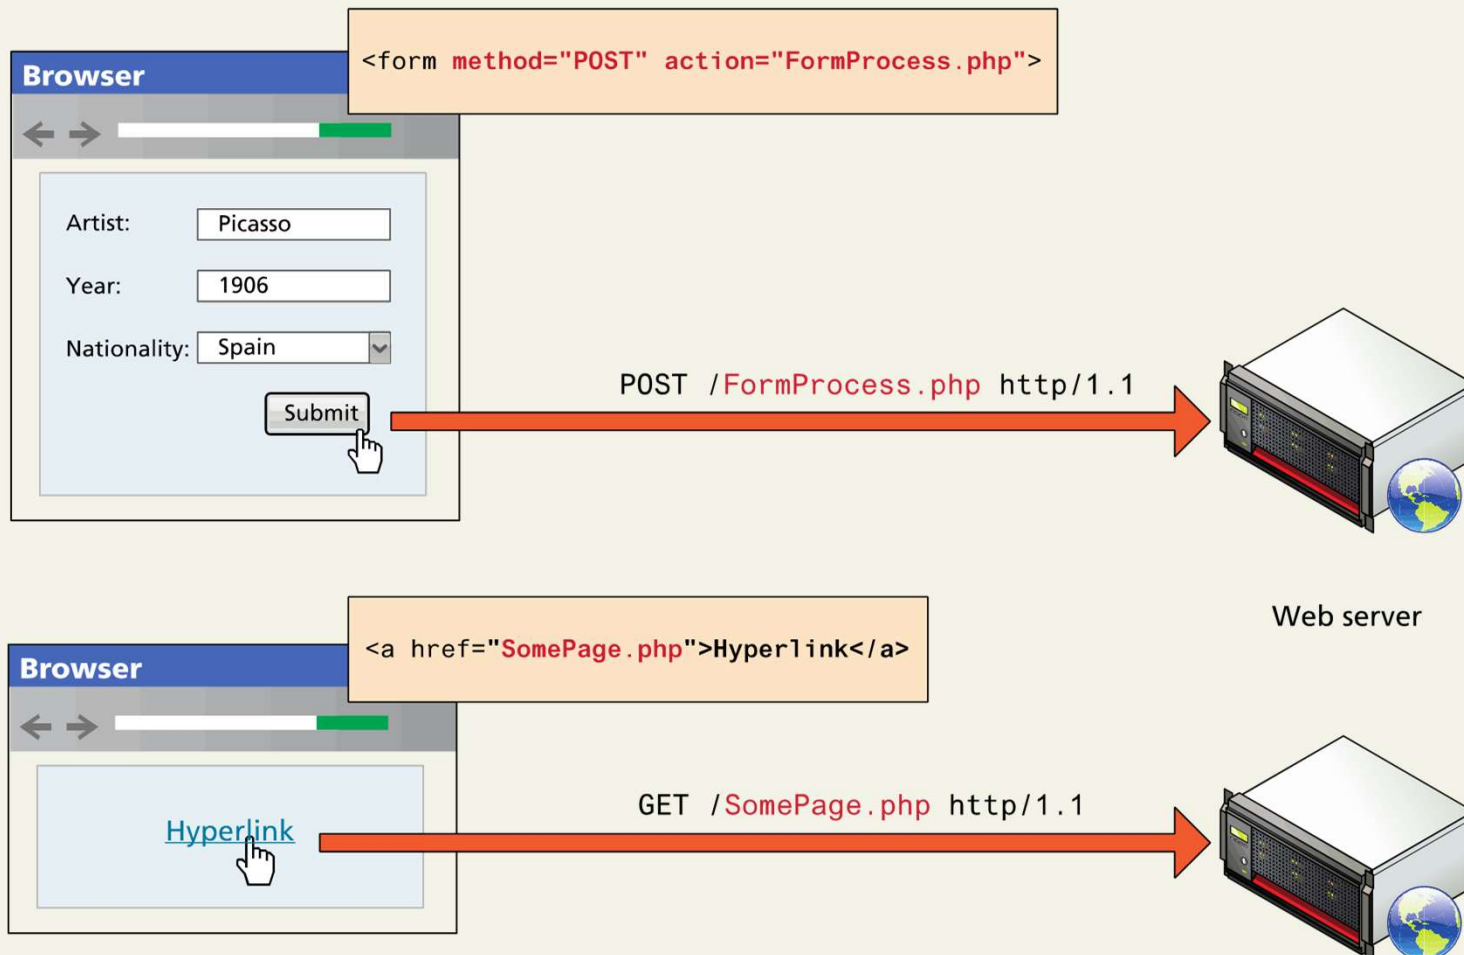 <form method="POST" action="FormProcess.php">
Browser
Artist: Picasso
Year: 1906
Nationality: Spain
Submit
POST /FormProcess.php http/1.1
Web server
<a href="SomePage.php">Hyperlink</a>
Browser
Hyperlink
GET /SomePage.php http/1.1